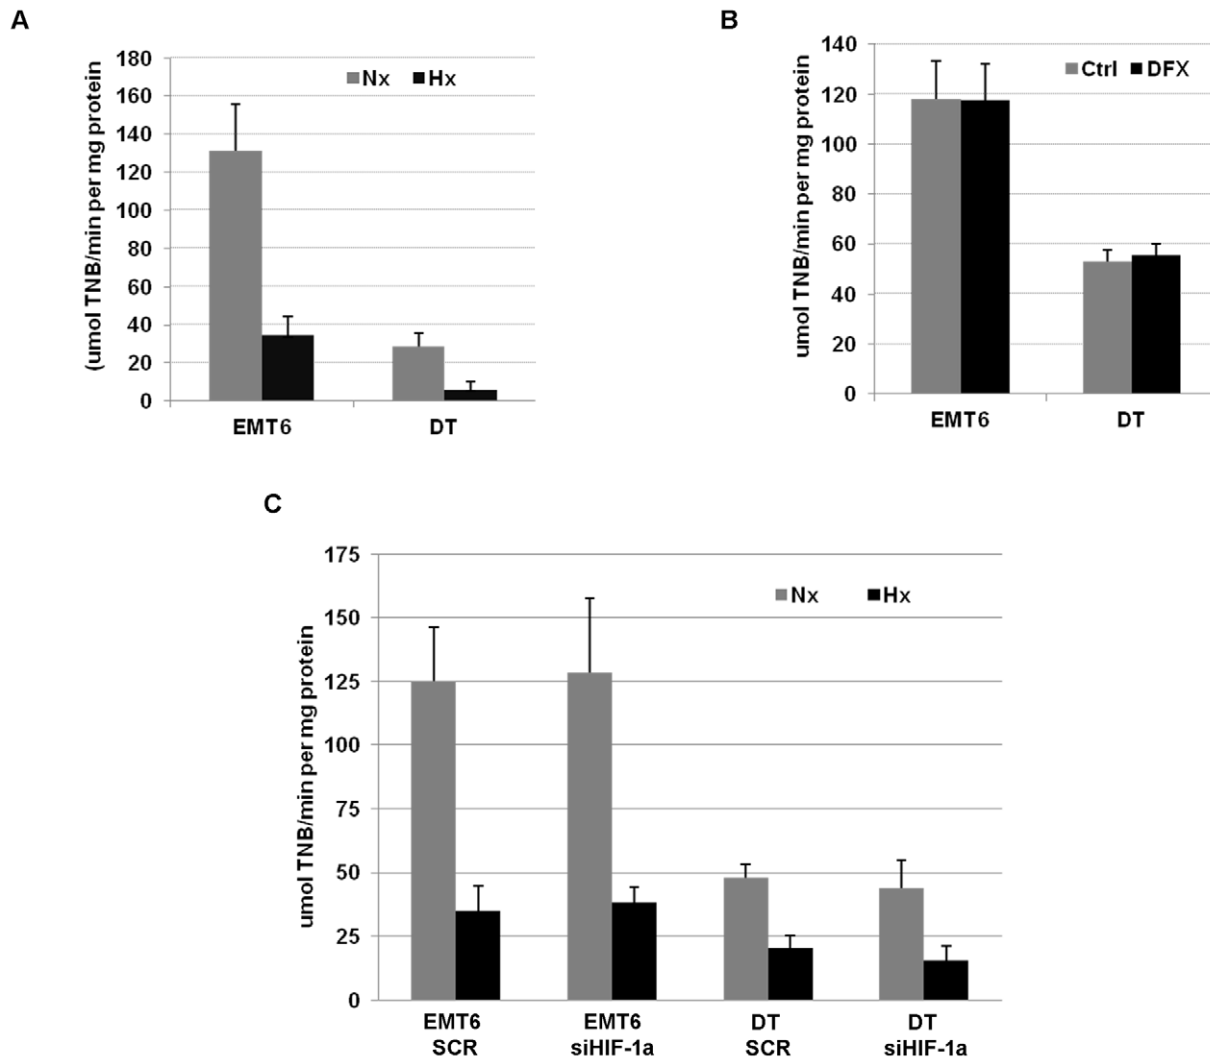 A
(umol TNB/min per mg protein
180
160
140
120
100
80
60
40
20
0
Nx Hx
EMT6 DT
B
umol TNB/min per mg protein
140
120
100
80
60
40
20
0
Ctrl DFX
EMT6 DT
C
umol TNB/min per mg protein
175
150
125
100
75
50
25
0
Nx Hx
EMT6 EMT6 DT DT
SCR siHIF-1a SCR siHIF-1a